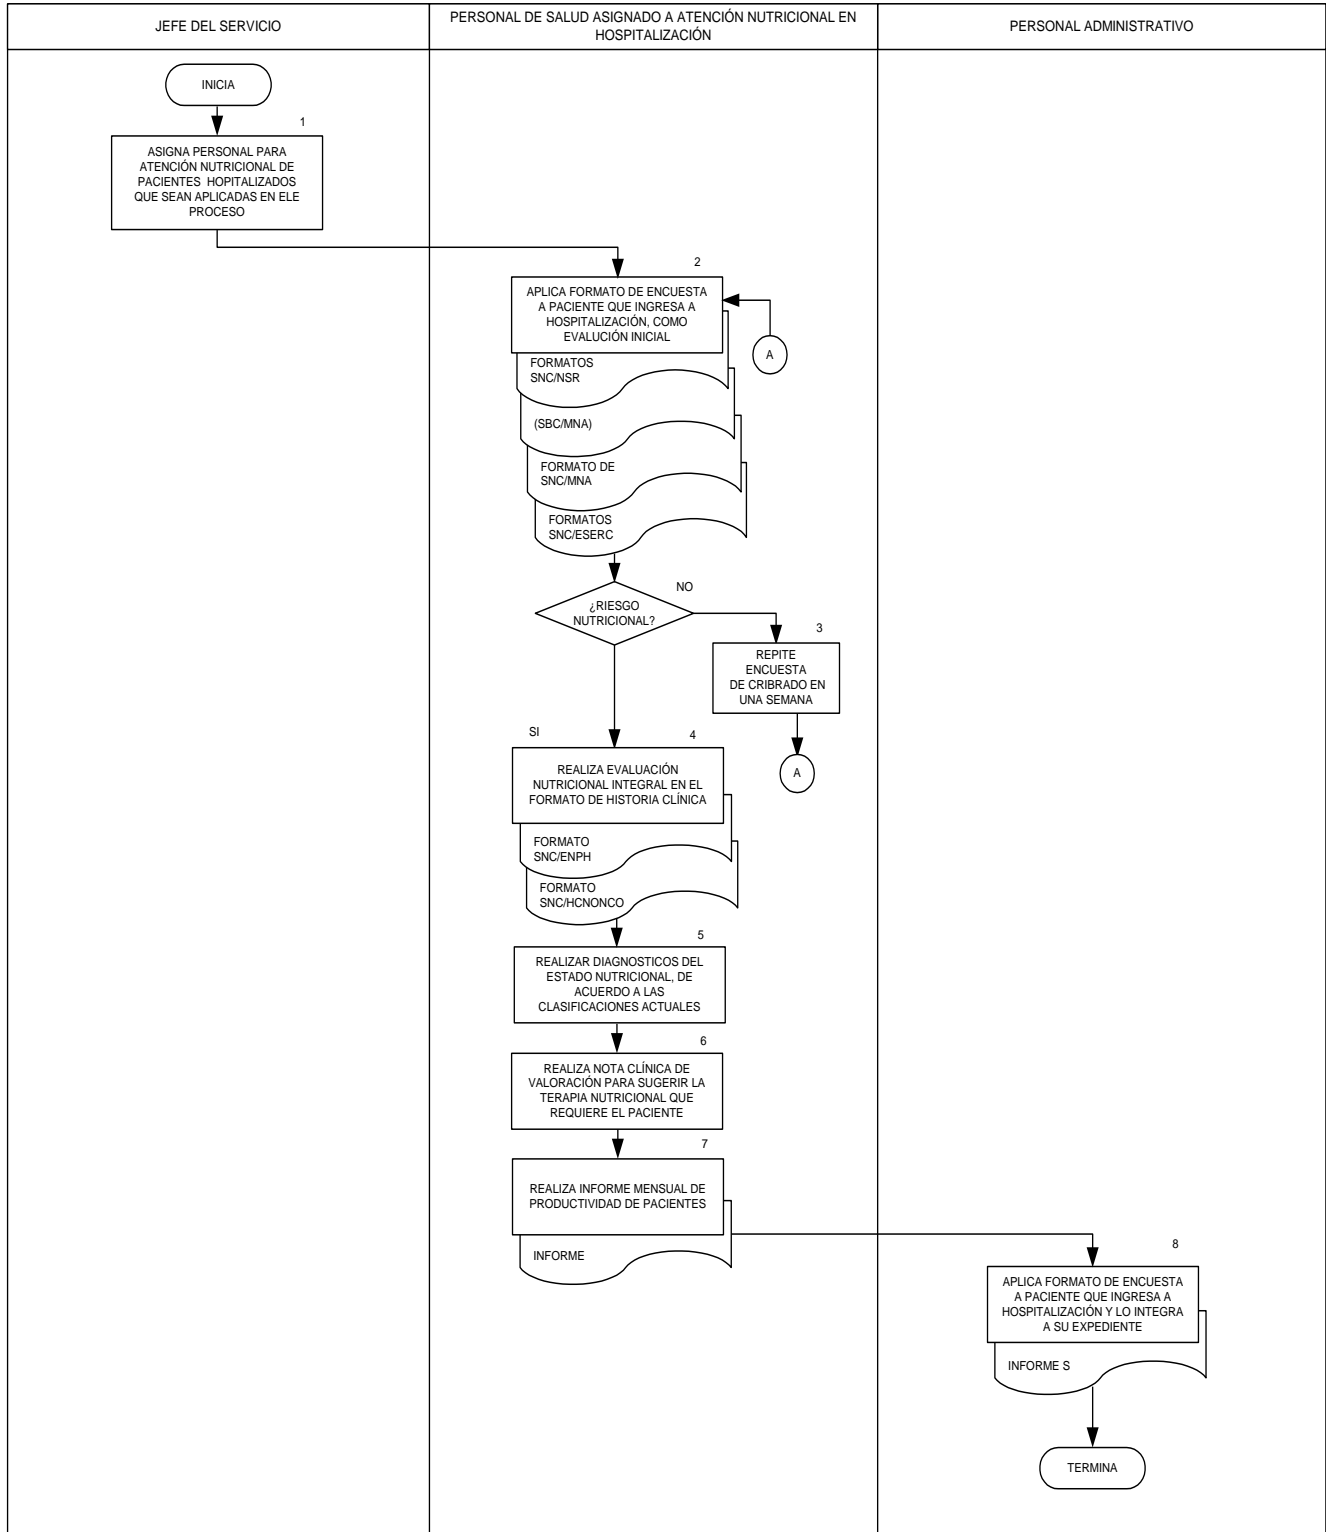 JEFE DEL SERVICIO
PERSONAL DE SALUD ASIGNADO A ATENCIÓN NUTRICIONAL EN
HOSPITALIZACIÓN
PERSONAL ADMINISTRATIVO
INICIA
1
ASIGNA PERSONAL PARA
ATENCIÓN NUTRICIONAL DE
PACIENTES HOPITALIZADOS
QUE SEAN APLICADAS EN ELE
PROCESO
2
APLICA FORMATO DE ENCUESTA
A PACIENTE QUE INGRESA A
HOSPITALIZACIÓN, COMO
EVALUCIÓN INICIAL
A
FORMATOS
SNC/NSR
(SBC/MNA)
FORMATO DE
SNC/MNA
FORMATOS
SNC/ESERC
¿RIESGO
NUTRICIONAL?
NO
3
REPITE
ENCUESTA
DE CRIBRADO EN
UNA SEMANA
A
SI
4
REALIZA EVALUACIÓN
NUTRICIONAL INTEGRAL EN EL
FORMATO DE HISTORIA CLÍNICA
FORMATO
SNC/ENPH
FORMATO
SNC/HCNONCO
5
REALIZAR DIAGNOSTICOS DEL
ESTADO NUTRICIONAL, DE
ACUERDO A LAS
CLASIFICACIONES ACTUALES
6
REALIZA NOTA CLÍNICA DE
VALORACIÓN PARA SUGERIR LA
TERAPIA NUTRICIONAL QUE
REQUIERE EL PACIENTE
7
REALIZA INFORME MENSUAL DE
PRODUCTIVIDAD DE PACIENTES
INFORME
8
APLICA FORMATO DE ENCUESTA
A PACIENTE QUE INGRESA A
HOSPITALIZACIÓN Y LO INTEGRA
A SU EXPEDIENTE
INFORME S
TERMINA